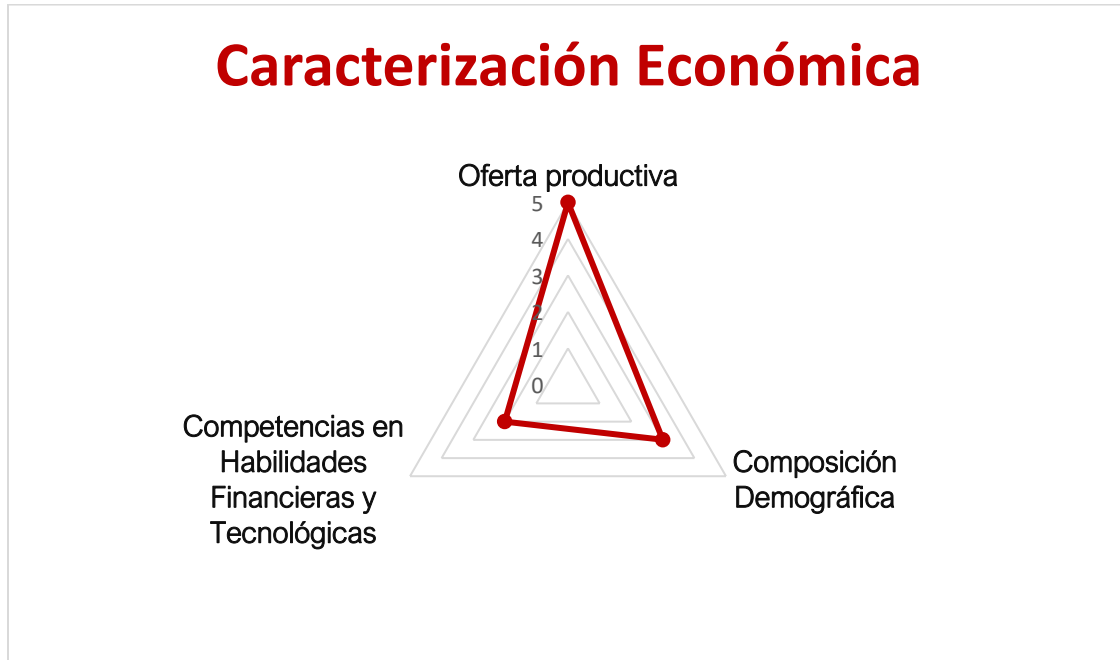 Caracterización Económica
Oferta productiva
5
4
3
2
1
0
Competencias en
Habilidades
Financieras y
Tecnológicas
Composición
Demográfica